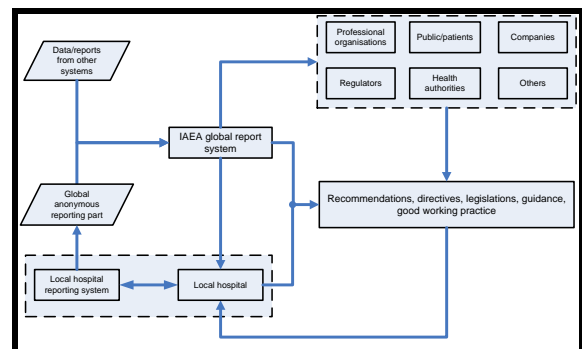 Data/reports
from other
systems
Professional
organisations
Public/patients
Companies
Regulators
Health
authorities
Others
IAEA global report
system
Global
anonymous
reporting part
Recommendations, directives, legislations, guidance,
good working practice
Local hospital
reporting system
Local hospital